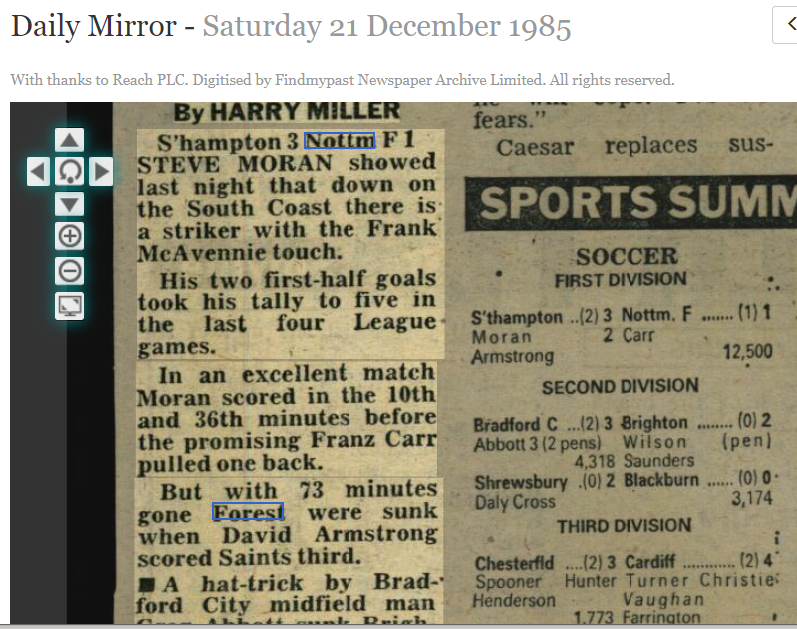 Daily Mirror - Saturday 21 December 1985
With thanks to Reach PLC. Digitised by Findmypast Newspaper Archive Limited. All rights reserved.
By HARRY MILLER
S'hampton 3 Nottm F 1
STEVE MORAN showed
last night that down on
the South Coast there is
a striker with the Frank
McAvennie touch.
His two first-half goals
took his tally to five in
the last four League
games.
In an excellent match
Moran scored in the 10th
and 36th minutes before
the promising Franz Carr
pulled one back.
But with 73 minutes
gone Forest were sunk
when David Armstrong
scored Saints third.
■ A hat-trick by Brad-
ford City midfield man
fears."
Caesar replaces sus-
SPORTS SUMM
SOCCER
FIRST DIVISION
S'thampton ..(2) 3 Nottm. F ....... (1) 1
Moran 2 Carr
Armstrong 12,500
SECOND DIVISION
Bradford C ...(2) 3 Brighton ........ (0) 2
Abbott 3 (2 pens) Wilson (pen)
4,318 Saunders
Shrewsbury .(0) 2 Blackburn ...... (0) 0
Daly Cross 3,174
THIRD DIVISION
Chesterfld ....(2) 3 Cardiff ............ (2) 4
Spooner Hunter Turner Christie
Henderson Vaughan
1,773 Farrington